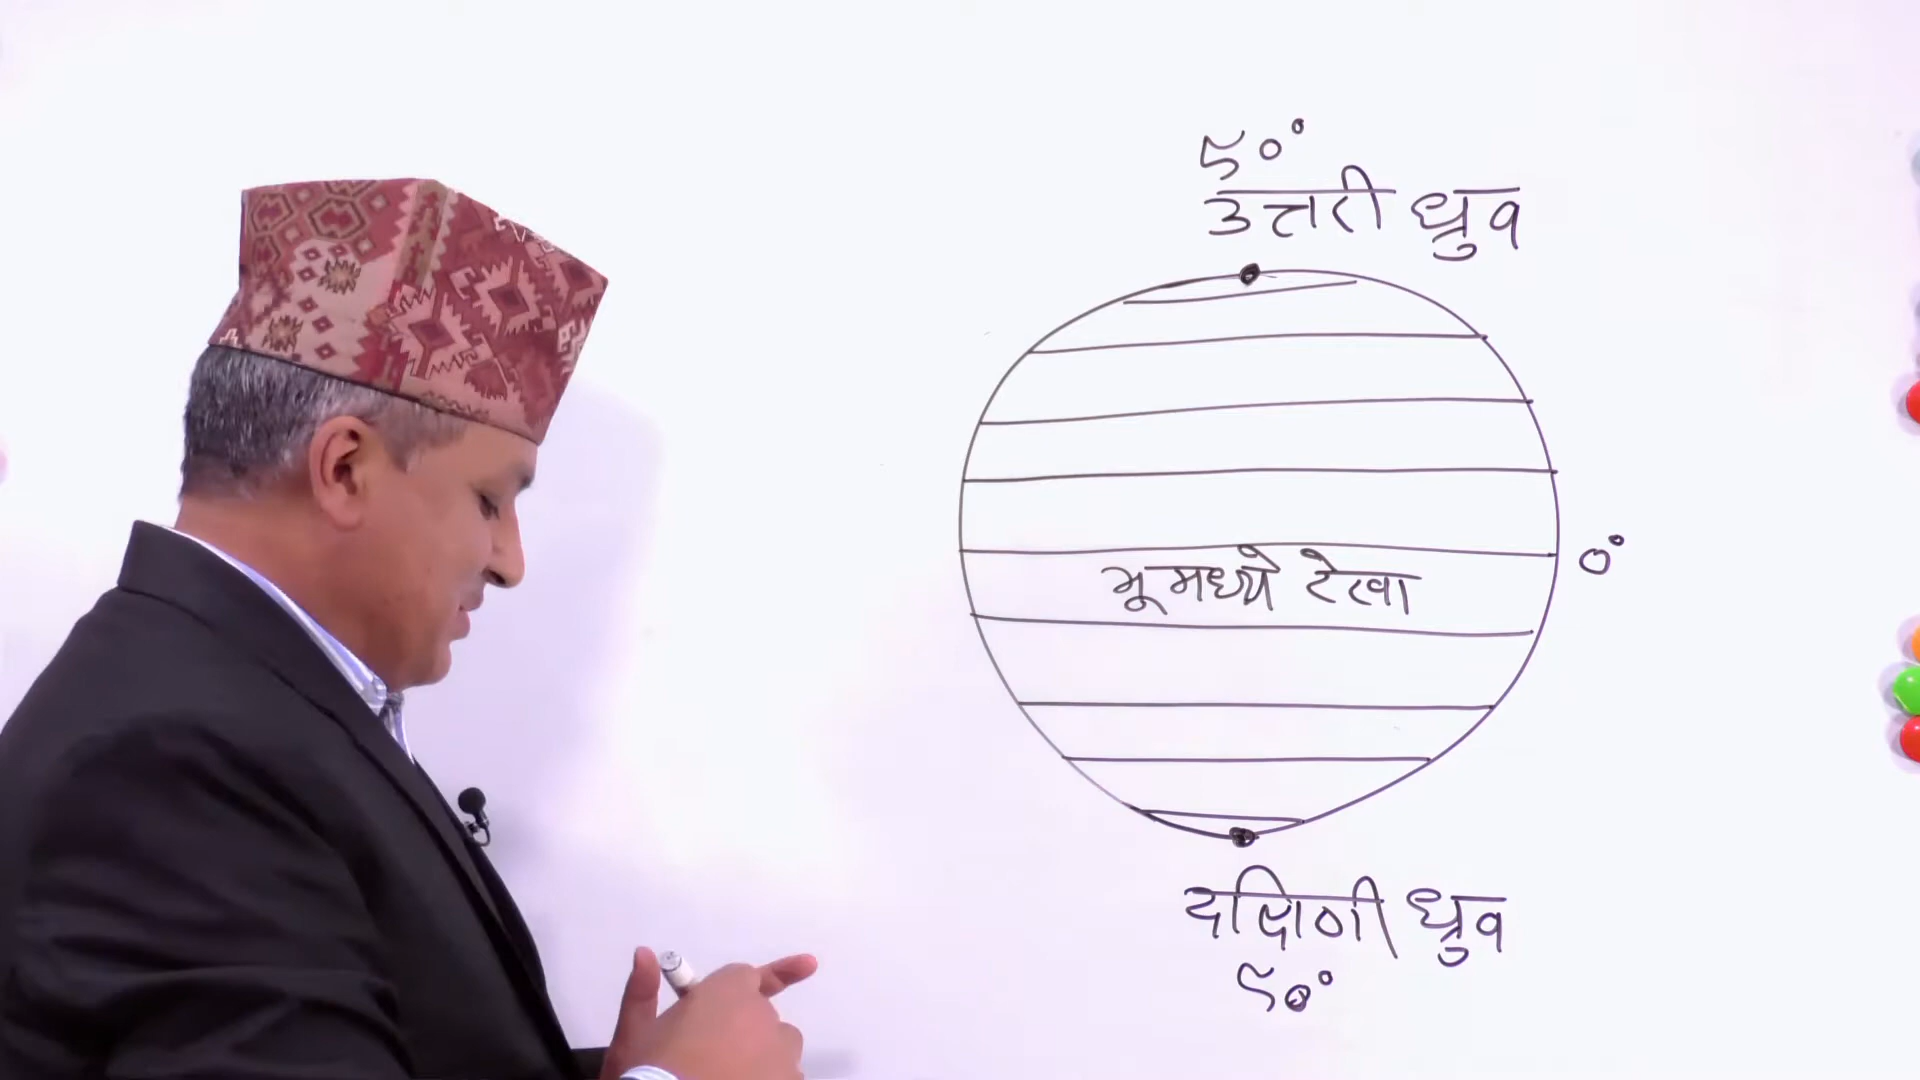 ९०°
उत्तरी ध्रुव
०°
भूमध्ये रेखा
दक्षिणी ध्रुव
९०°